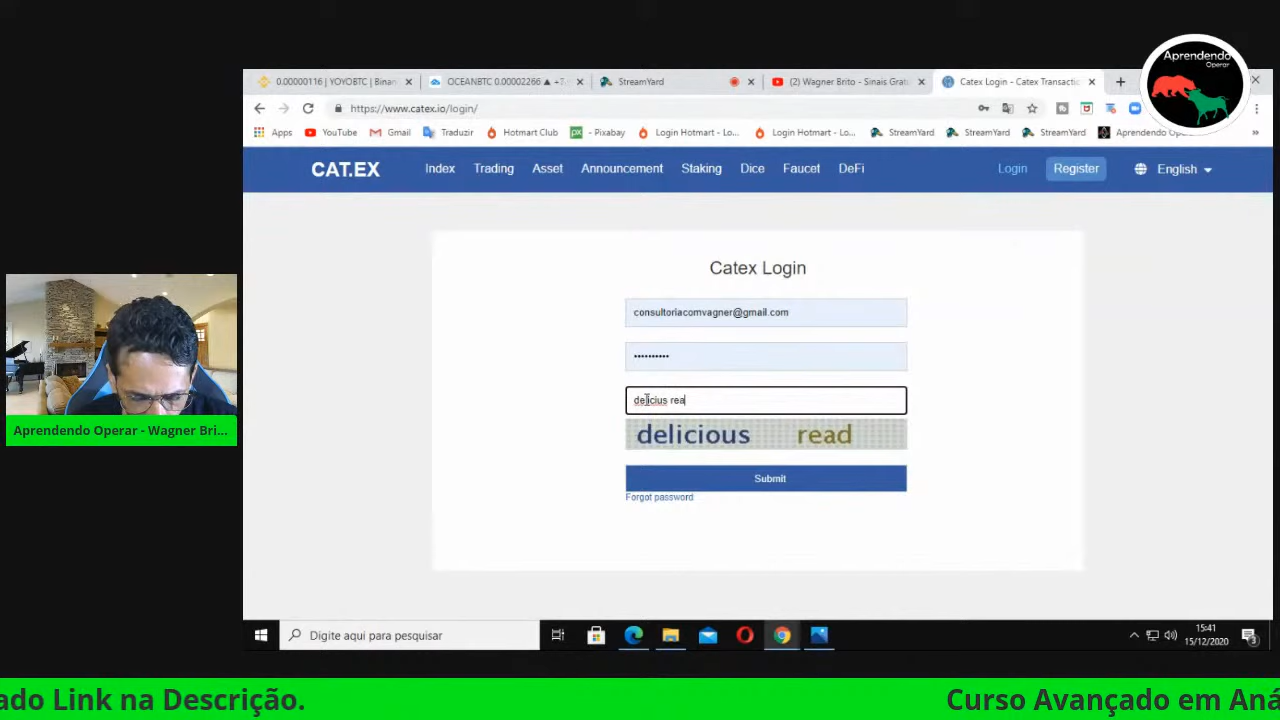 Aprendendo
Operar
0.00000116 | YOYOBTC | Binan
OCEANBTC 0.00002266 ▲ +7.
StreamYard
(2) Wagner Brito - Sinais Grat
Catex Login - Catex Transactic
https://www.catex.io/login/
Apps
YouTube
Gmail
Traduzir
Hotmart Club
- Pixabay
Login Hotmart - Lo...
Login Hotmart - Lo...
StreamYard
StreamYard
StreamYard
Aprendendo Ope
CAT.EX
Index
Trading
Asset
Announcement
Staking
Dice
Faucet
DeFi
Login
Register
English
Catex Login
consultoriacomvagner@gmail.com
••••••••••
delicius rea
delicious read
Submit
Forgot password
Aprendendo Operar - Wagner Bri...
Digite aqui para pesquisar
15:41
15/12/2020
ado Link na Descrição.
Curso Avançado em Aná